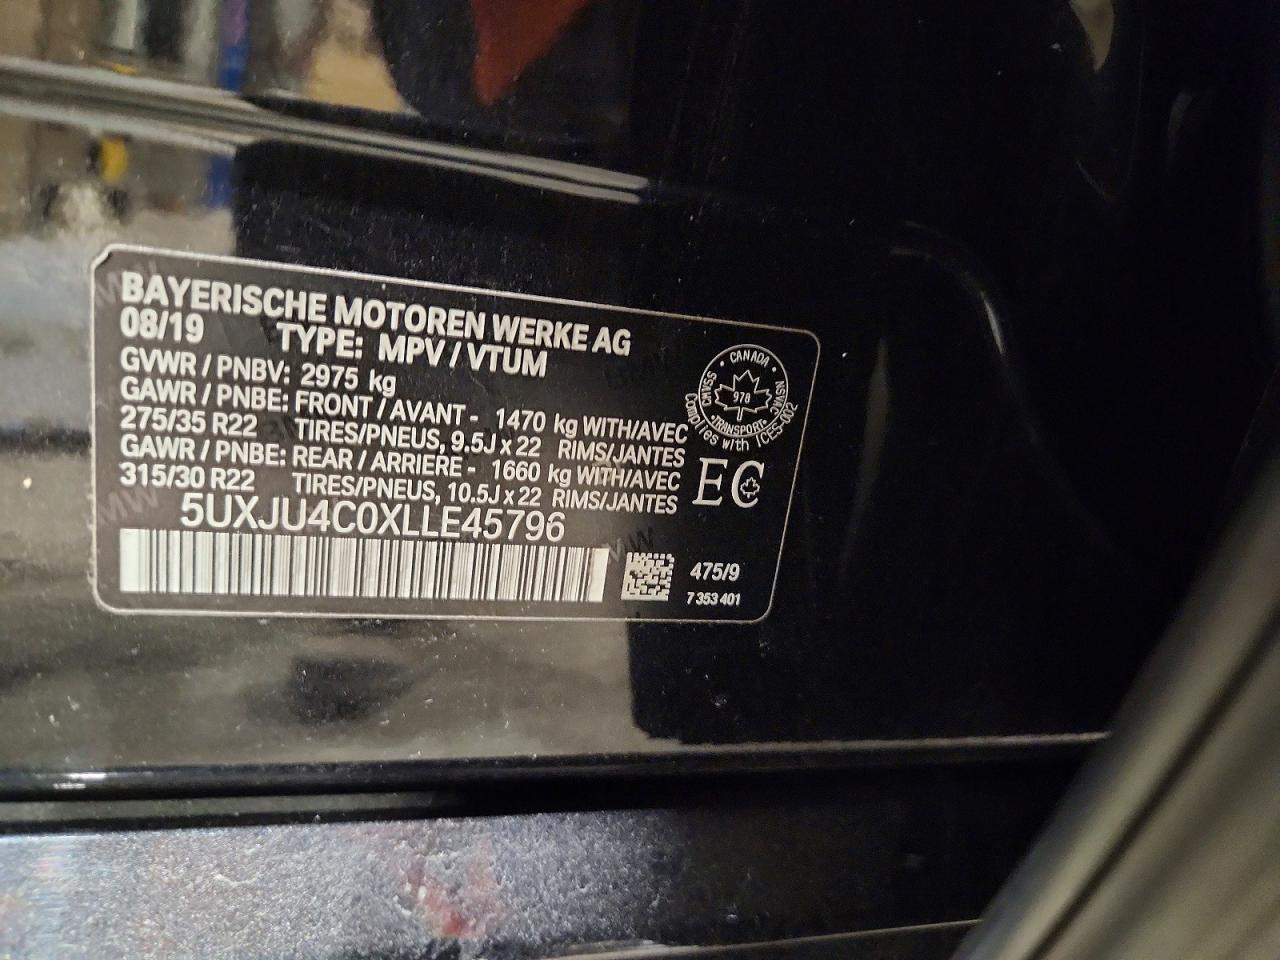 BAYERISCHE MOTOREN WERKE AG
08/19 TYPE: MPV / VTUM
GVWR / PNBV: 2975 kg
GAWR / PNBE: FRONT / AVANT - 1470 kg WITH/AVEC
275/35 R22 TIRES/PNEUS, 9.5J x 22 RIMS/JANTES
GAWR / PNBE: REAR / ARRIERE - 1660 kg WITH/AVEC
315/30 R22 TIRES/PNEUS, 10.5J x 22 RIMS/JANTES
5UXJU4C0XLLE45796
CANADA
CMVSS
NSVAC
978
TRANSPORT
Complies with ICES-002
EC
475/9
7 353 401